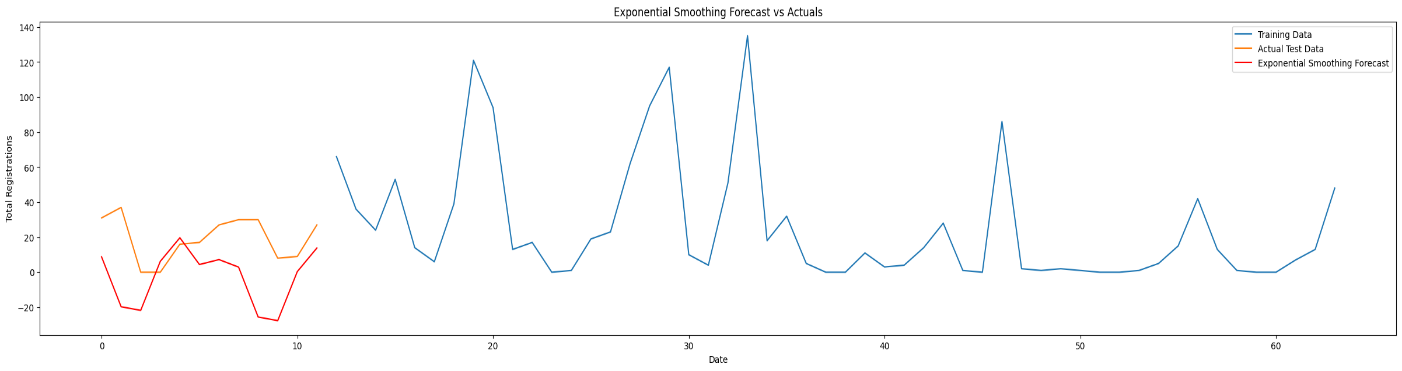 Exponential Smoothing Forecast vs Actuals
Training Data
Actual Test Data
Exponential Smoothing Forecast
Total Registrations
140
120
100
80
60
40
20
0
−20
0 10 20 30 40 50 60
Date